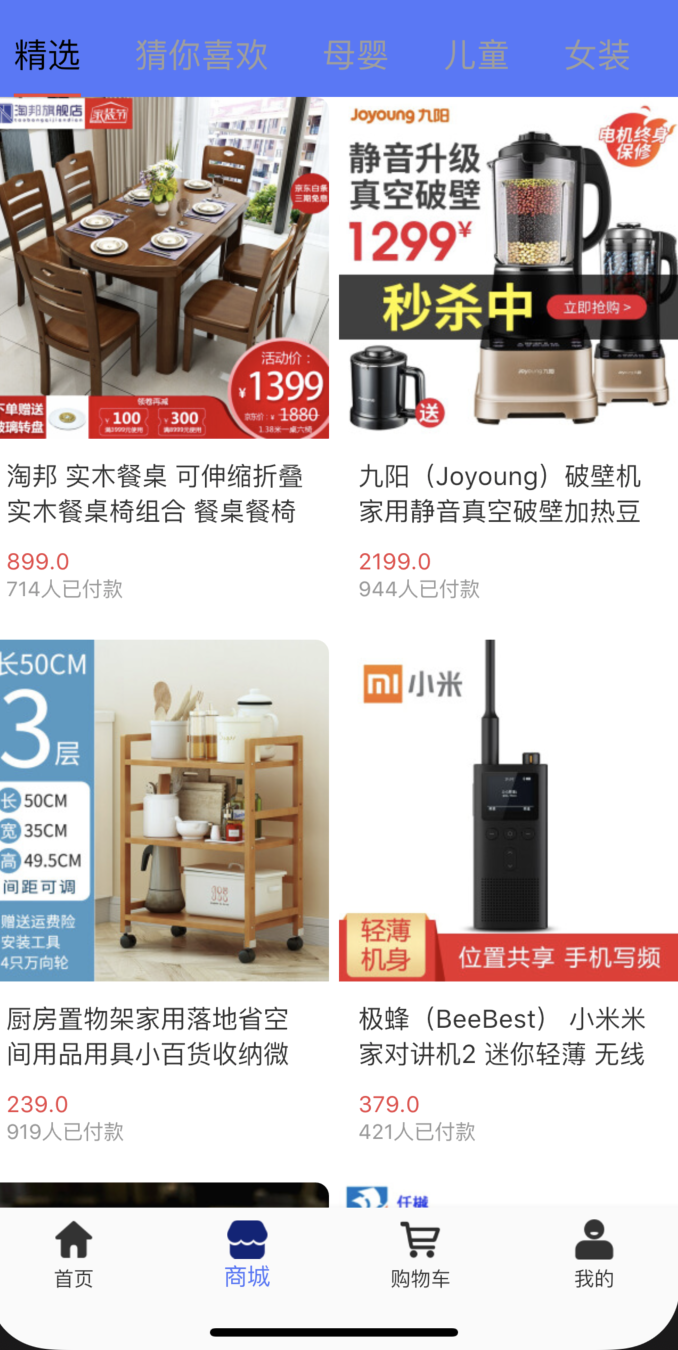 精选 猜你喜欢 母婴 儿童 女装
淘邦旗舰店
家装节
京东白条
三期免息
活动价:
¥1399
京东价: ¥1880
1.38米一桌六椅
下单赠送
玻璃转盘
领券再减
¥100
¥300
Joyoung 九阳
电机终身
保修
静音升级
真空破壁
1299¥
秒杀中
立即抢购 >
送
淘邦 实木餐桌 可伸缩折叠
实木餐桌椅组合 餐桌餐椅
899.0
714人已付款
九阳（Joyoung）破壁机
家用静音真空破壁加热豆
2199.0
944人已付款
长50CM
3层
长 50CM
宽 35CM
高 49.5CM
间距可调
赠送运费险
安装工具
4只万向轮
小米
轻薄
机身
位置共享 手机写频
厨房置物架家用落地省空
间用品用具小百货收纳微
239.0
919人已付款
极蜂（BeeBest） 小米米
家对讲机2 迷你轻薄 无线
379.0
421人已付款
首页 商城 购物车 我的